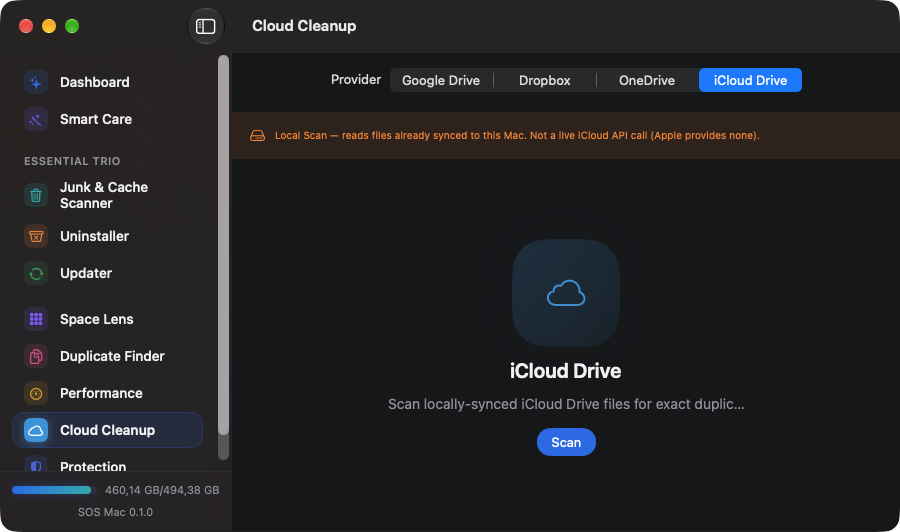 Cloud Cleanup
Dashboard
Smart Care
ESSENTIAL TRIO
Junk & Cache
Scanner
Uninstaller
Updater
Space Lens
Duplicate Finder
Performance
Cloud Cleanup
Protection
460,14 GB/494,38 GB
SOS Mac 0.1.0
Provider
Google Drive
Dropbox
OneDrive
iCloud Drive
Local Scan — reads files already synced to this Mac. Not a live iCloud API call (Apple provides none).
iCloud Drive
Scan locally-synced iCloud Drive files for exact duplic...
Scan